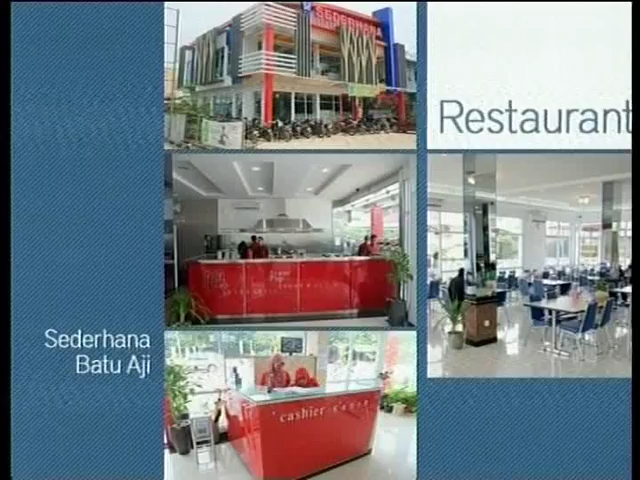 SEDERHANA
Restaurant
Sederhana
Batu Aji
cashier